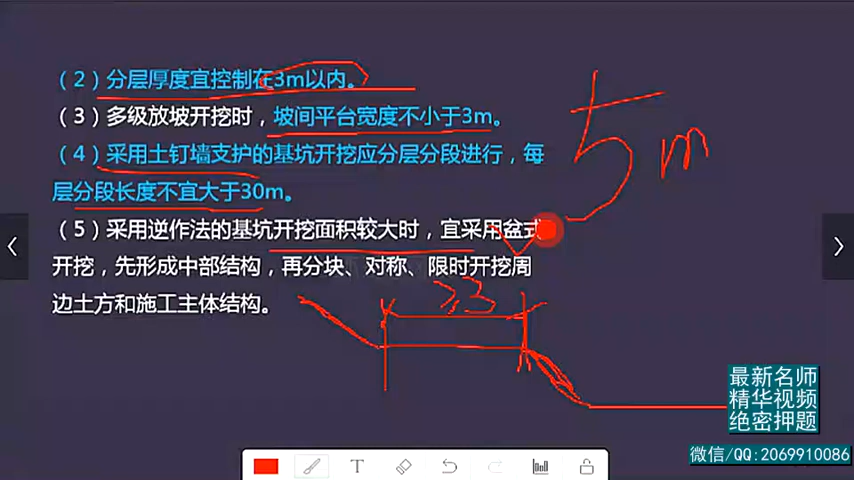 （2）分层厚度宜控制在3m以内。
（3）多级放坡开挖时，坡间平台宽度不小于3m。
（4）采用土钉墙支护的基坑开挖应分层分段进行，每
层分段长度不宜大于30m。
（5）采用逆作法的基坑开挖面积较大时，宜采用盆式
开挖，先形成中部结构，再分块、对称、限时开挖周
边土方和施工主体结构。
5m
≥3
最新名师
精华视频
绝密押题
微信/QQ:2069910086
T